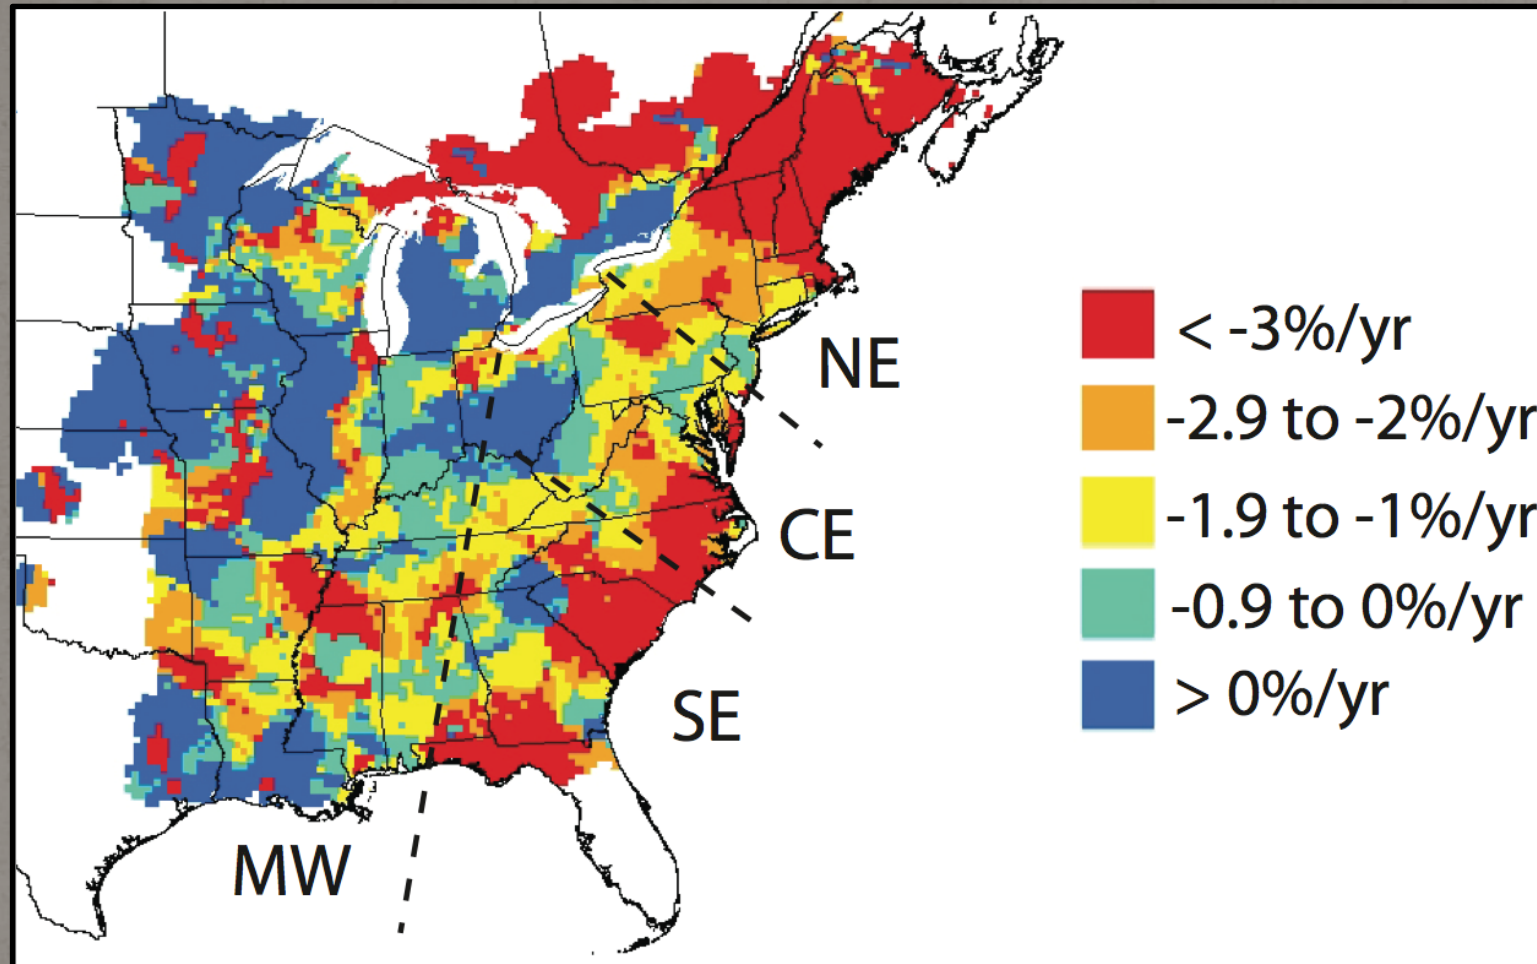 NE
CE
SE
MW
< -3%/yr
-2.9 to -2%/yr
-1.9 to -1%/yr
-0.9 to 0%/yr
> 0%/yr